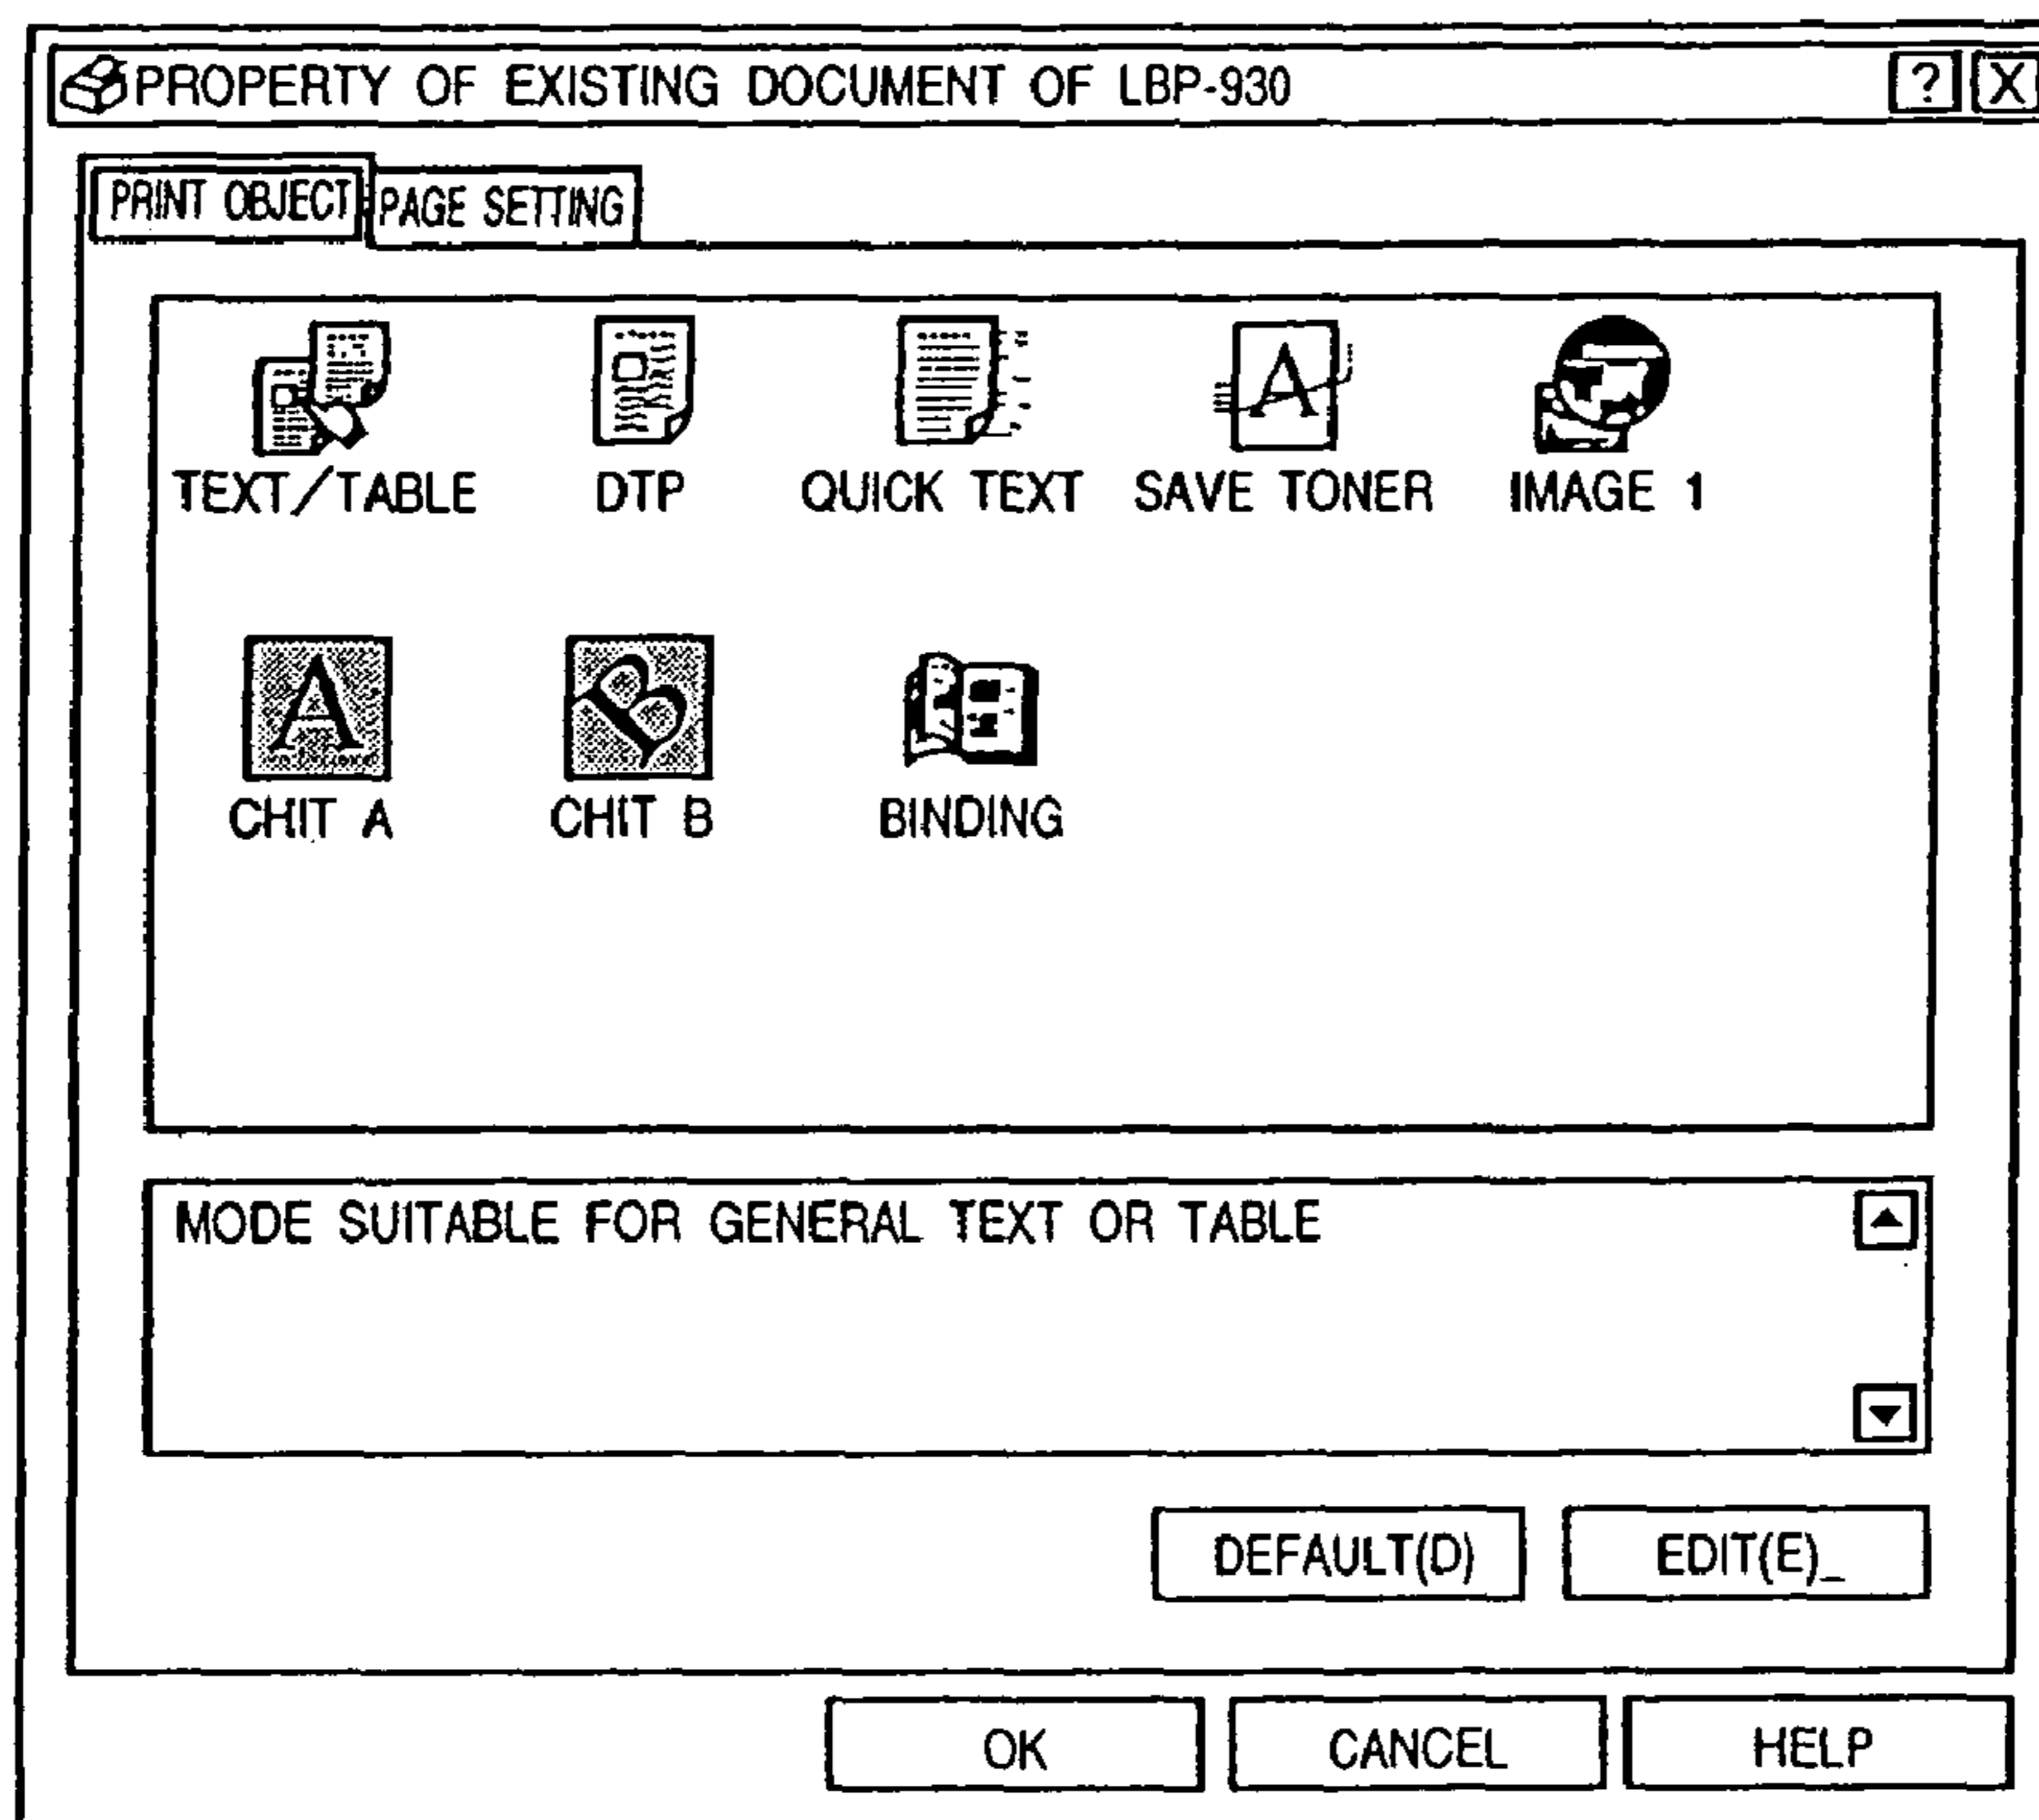 PROPERTY OF EXISTING DOCUMENT OF LBP-930 ? X
PRINT OBJECT PAGE SETTING
A
TEXT/TABLE DTP QUICK TEXT SAVE TONER IMAGE 1
A B
CHIT A CHIT B BINDING
MODE SUITABLE FOR GENERAL TEXT OR TABLE
DEFAULT(D) EDIT(E)_
OK CANCEL HELP